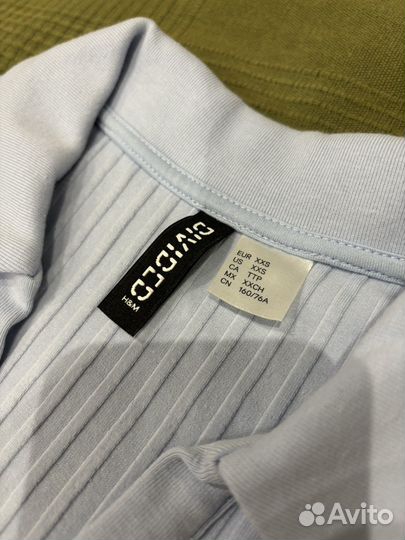 DIVIDED
H&M
EUR XXS
US XXS
CA TTP
MX XXCH
CN 160/76A
Avito